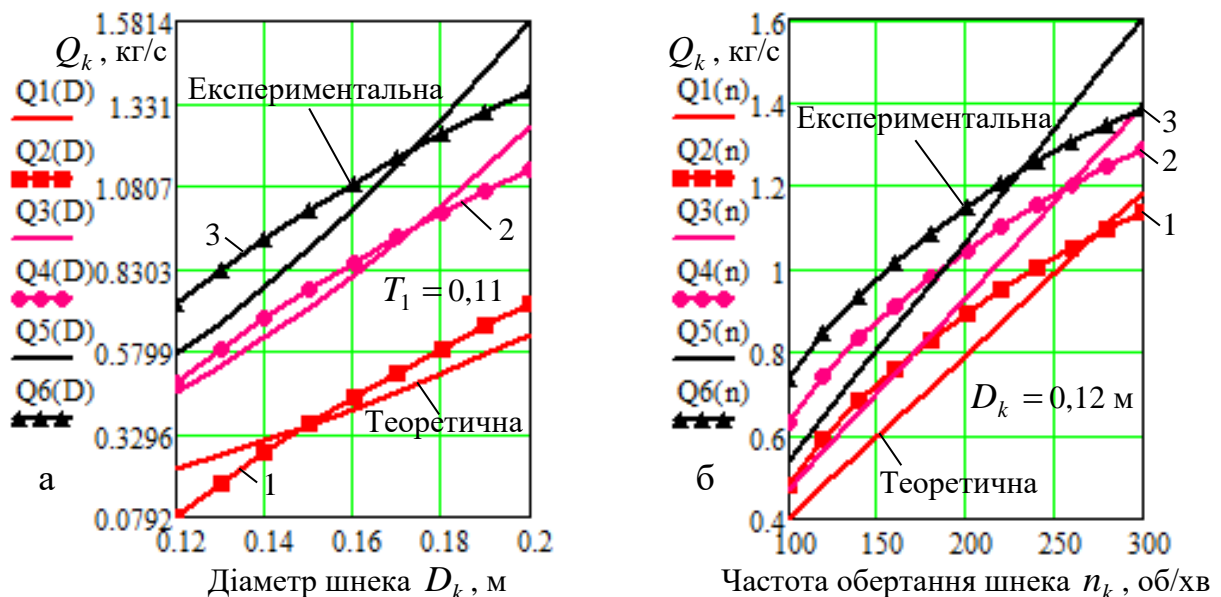 1.5814
Q_k , кг/с
Q1(D)
Q2(D)
Q3(D)
Q4(D)
Q5(D)
Q6(D)
1.331
1.0807
0.8303
0.5799
0.3296
0.0792
Експериментальна
3
2
T_1 = 0,11
Теоретична
1
а
0.12 0.14 0.16 0.18 0.2
Діаметр шнека D_k , м
1.6
Q_k , кг/с
Q1(n)
Q2(n)
Q3(n)
Q4(n)
Q5(n)
Q6(n)
1.4
1.2
1
0.8
0.6
0.4
Експериментальна
3
2
1
D_k = 0,12 м
Теоретична
б
100 150 200 250 300
Частота обертання шнека n_k , об/хв